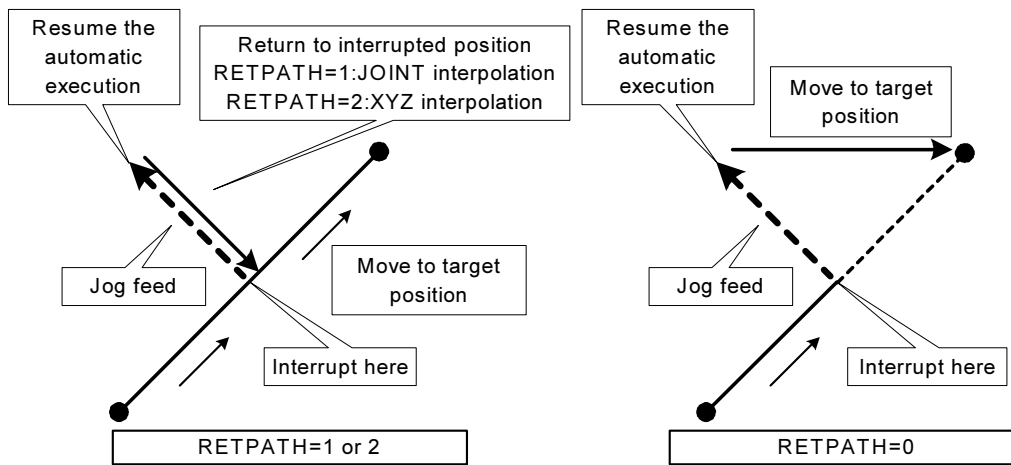 Resume the
automatic
execution
Return to interrupted position
RETPATH=1:JOINT interpolation
RETPATH=2:XYZ interpolation
Jog feed
Move to target
position
Interrupt here
RETPATH=1 or 2
Resume the
automatic
execution
Move to target
position
Jog feed
Interrupt here
RETPATH=0